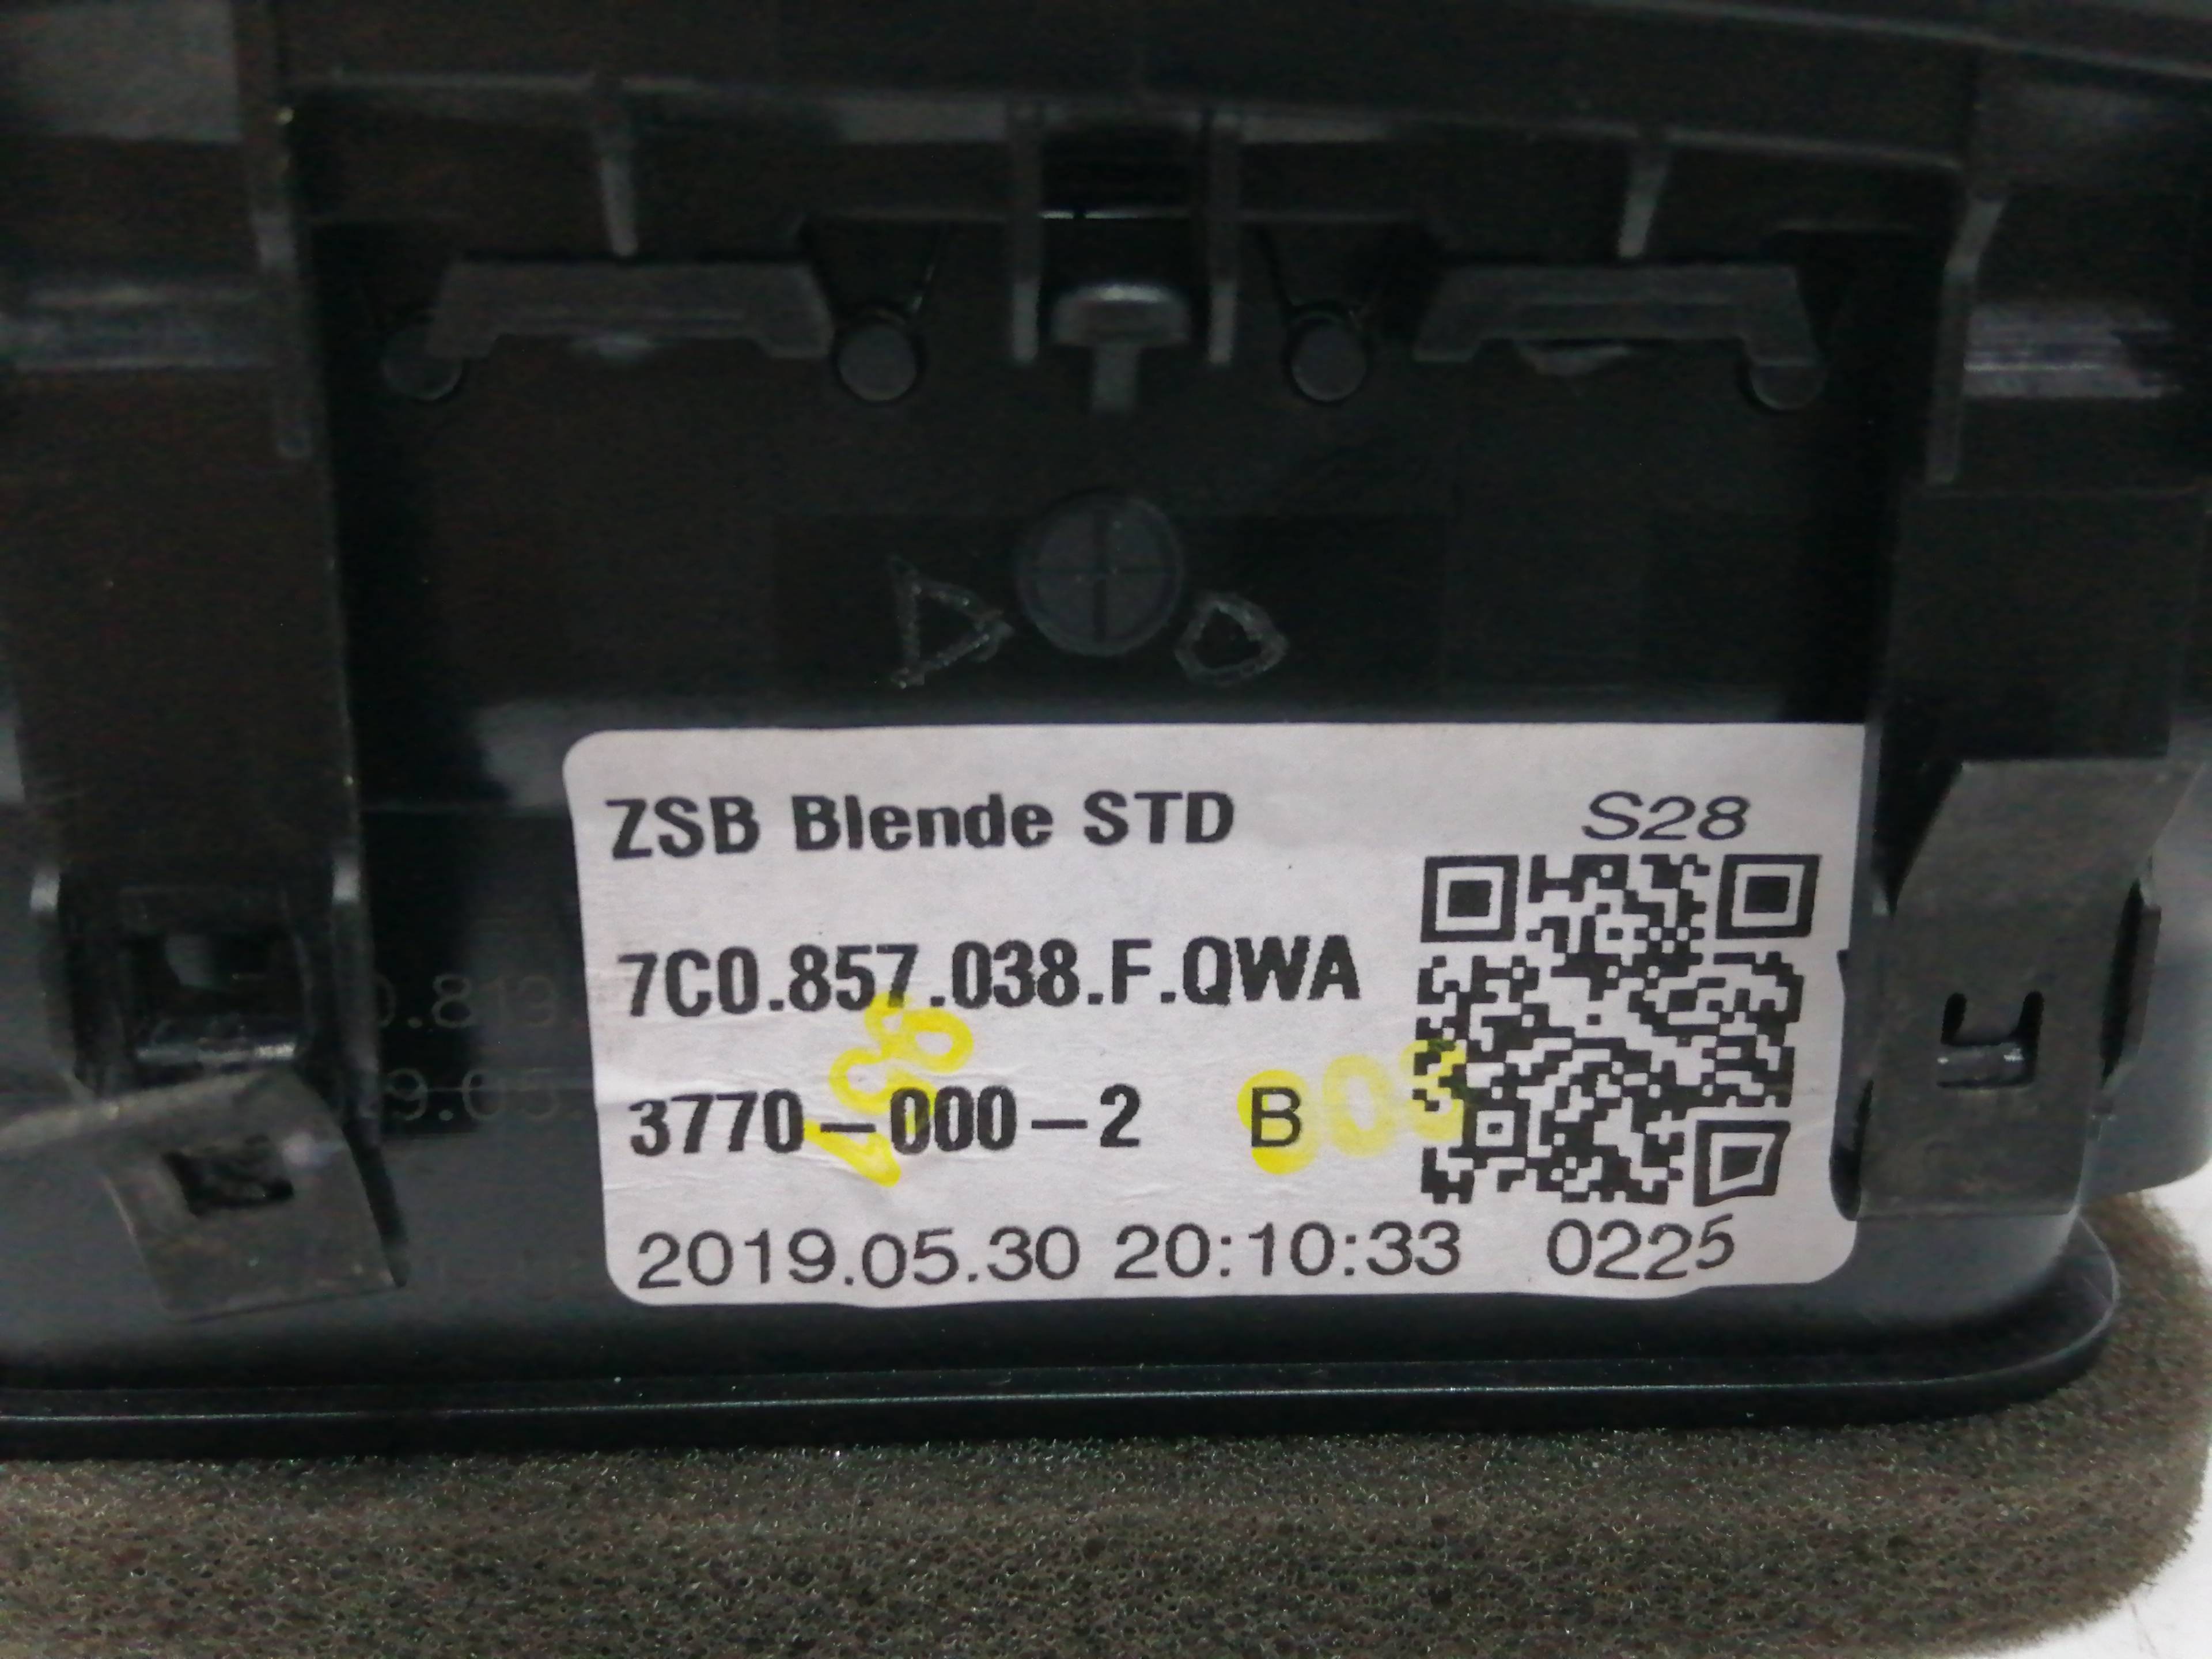 ZSB Blende STD
S28
7C0.857.038.F.QWA
3770-000-2 B
2019.05.30 20:10:33 0225